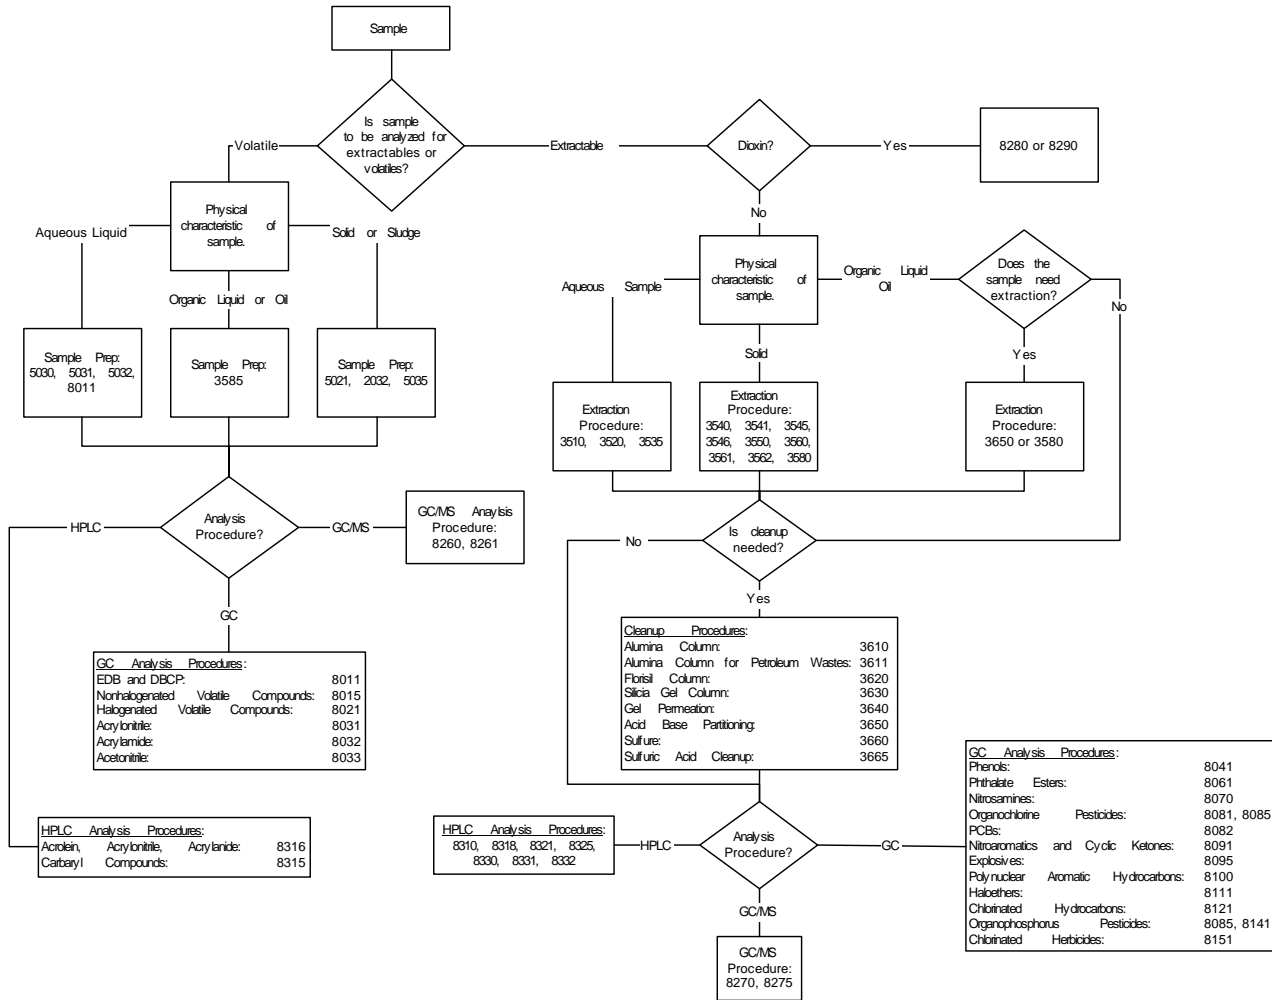 Sample
Is sample
to be analyzed for
extractables or
volatiles?
Volatile
Extractable
Dioxin?
Yes
8280 or 8290
No
Physical
characteristic of
sample.
Aqueous Liquid
Solid or Sludge
Organic Liquid or Oil
Sample Prep:
5030, 5031, 5032,
8011
Sample Prep:
3585
Sample Prep:
5021, 2032, 5035
Physical
characteristic of
sample.
Aqueous Sample
Organic Liquid
Oil
Does the
sample need
extraction?
No
Solid
Yes
Extraction
Procedure:
3510, 3520, 3535
Extraction
Procedure:
3540, 3541, 3545,
3546, 3550, 3560,
3561, 3562, 3580
Extraction
Procedure:
3650 or 3580
HPLC
Analysis
Procedure?
GC/MS
GC/MS Anaylsis
Procedure:
8260, 8261
GC
No
Is cleanup
needed?
Yes
GC Analysis Procedures:
EDB and DBCP: 8011
Nonhalogenated Volatile Compounds: 8015
Halogenated Volatile Compounds: 8021
Acrylonitrile: 8031
Acrylamide: 8032
Acetonitrile: 8033
Cleanup Procedures:
Alumina Column: 3610
Alumina Column for Petroleum Wastes: 3611
Florisil Column: 3620
Silicia Gel Column: 3630
Gel Permeation: 3640
Acid Base Partitioning: 3650
Sulfure: 3660
Sulfuric Acid Cleanup: 3665
HPLC Analysis Procedures:
Acrolein, Acrylonitrile, Acrylanide: 8316
Carbaryl Compounds: 8315
HPLC Analysis Procedures:
8310, 8318, 8321, 8325,
8330, 8331, 8332
HPLC
Analysis
Procedure?
GC
GC/MS
GC/MS
Procedure:
8270, 8275
GC Analysis Procedures:
Phenols: 8041
Phthalate Esters: 8061
Nitrosamines: 8070
Organochlorine Pesticides: 8081, 8085
PCBs: 8082
Nitroaromatics and Cyclic Ketones: 8091
Explosives: 8095
Polynuclear Aromatic Hydrocarbons: 8100
Haloethers: 8111
Chlorinated Hydrocarbons: 8121
Organophosphorus Pesticides: 8085, 8141
Chlorinated Herbicides: 8151